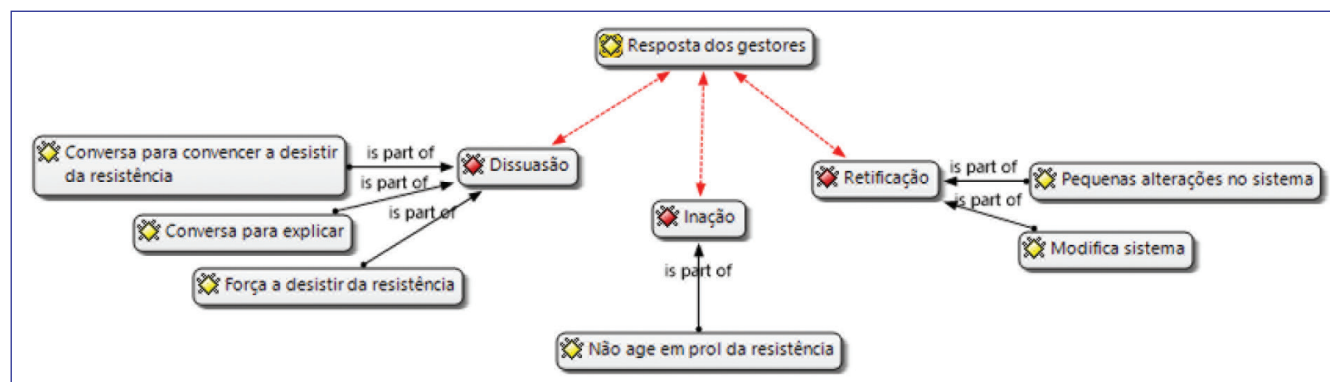 Resposta dos gestores
Conversa para convencer a desistir
da resistência
is part of
Dissuasão
is part of
is part of
Conversa para explicar
Força a desistir da resistência
Inação
is part of
Não age em prol da resistência
Retificação
is part of
Pequenas alterações no sistema
is part of
Modifica sistema